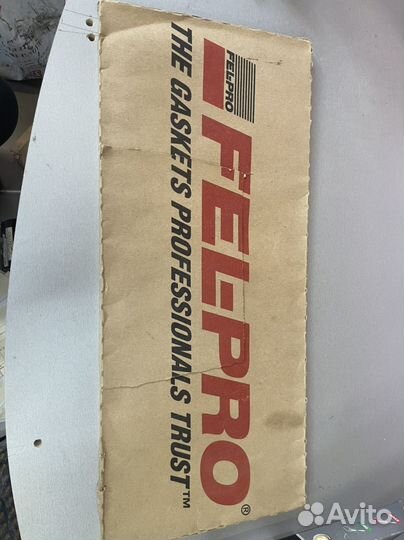 FEL-PRO
FEL-PRO®
THE GASKETS PROFESSIONALS TRUST™
Avito